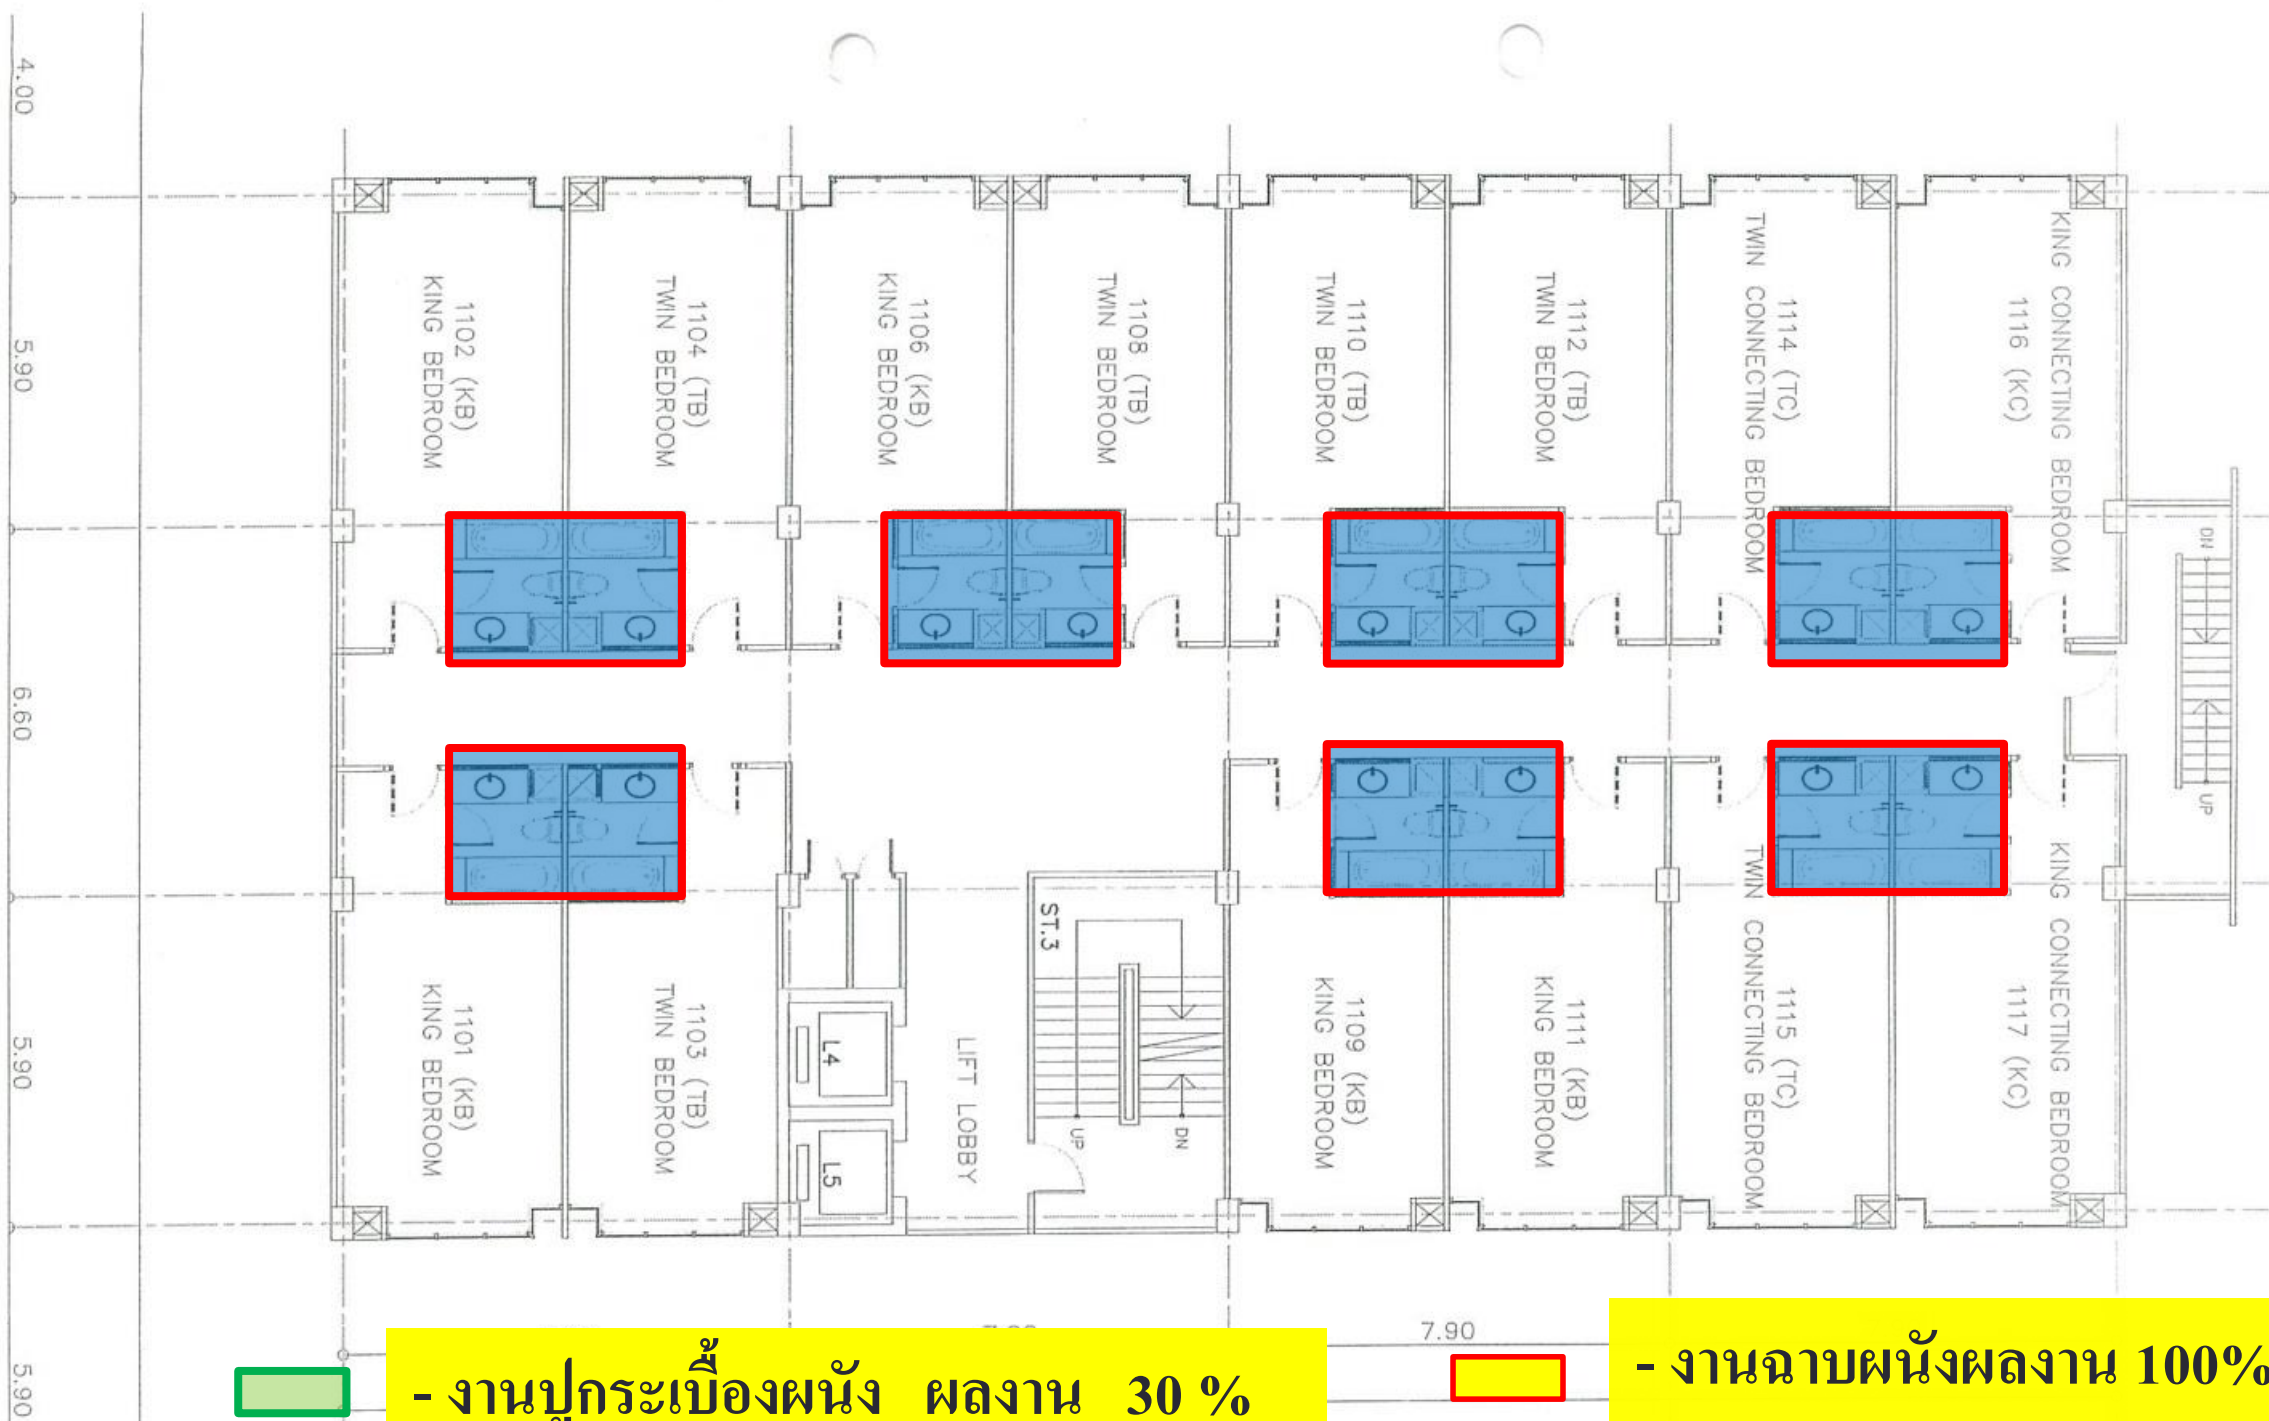 4.00
5.90
6.60
5.90
5.90
1102 (KB)
KING BEDROOM
1104 (TB)
TWIN BEDROOM
1106 (KB)
KING BEDROOM
1108 (TB)
TWIN BEDROOM
1110 (TB)
TWIN BEDROOM
1112 (TB)
TWIN BEDROOM
1114 (TC)
TWIN CONNECTING BEDROOM
KING CONNECTING BEDROOM
1116 (KC)
DN
UP
1101 (KB)
KING BEDROOM
1103 (TB)
TWIN BEDROOM
L4
L5
LIFT LOBBY
ST.3
UP
DN
1109 (KB)
KING BEDROOM
1111 (KB)
KING BEDROOM
1115 (TC)
TWIN CONNECTING BEDROOM
KING CONNECTING BEDROOM
1117 (KC)
7.90
- งานปูกระเบื้องผนัง ผลงาน 30 %
- งานฉาบผนังผลงาน 100%